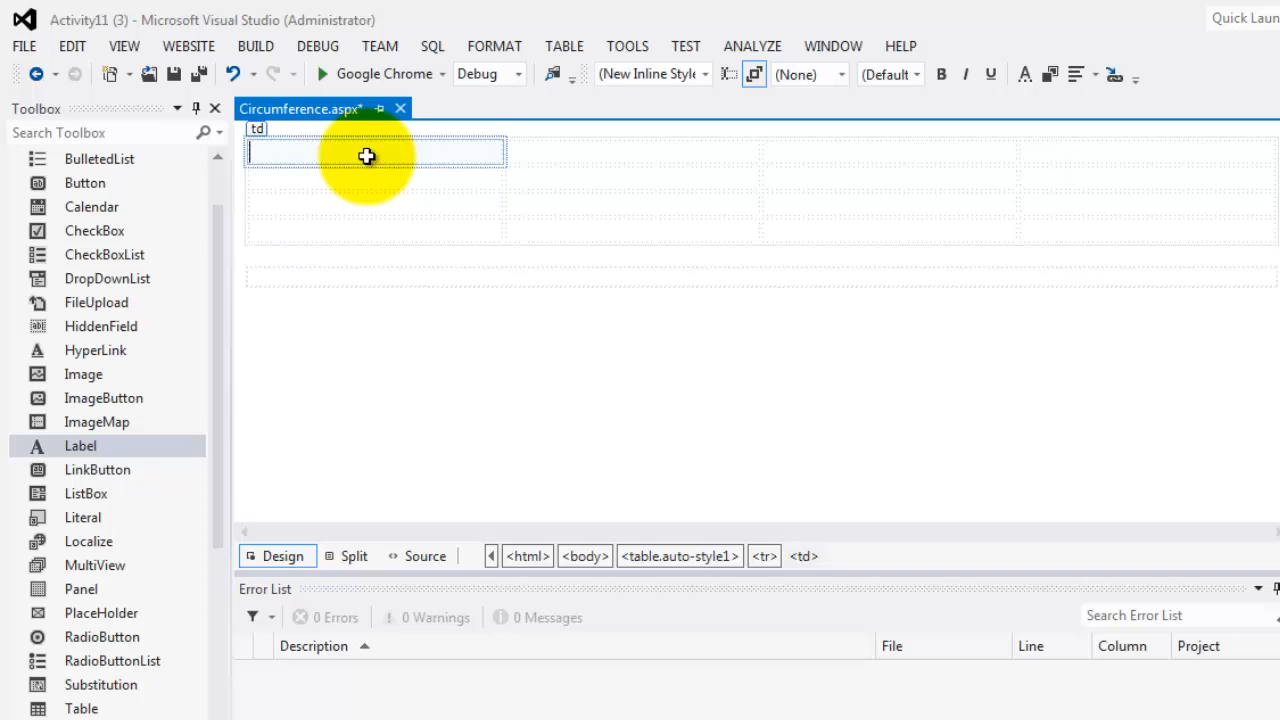 Activity11 (3) - Microsoft Visual Studio (Administrator)
Quick Laun
FILE EDIT VIEW WEBSITE BUILD DEBUG TEAM SQL FORMAT TABLE TOOLS TEST ANALYZE WINDOW HELP
Google Chrome Debug (New Inline Style (None) (Default B I U A
Toolbox
Circumference.aspx*
Search Toolbox
td
BulletedList
Button
Calendar
CheckBox
CheckBoxList
DropDownList
FileUpload
HiddenField
HyperLink
Image
ImageButton
ImageMap
Label
LinkButton
ListBox
Literal
Localize
MultiView
Panel
PlaceHolder
RadioButton
RadioButtonList
Substitution
Table
Design Split Source <html> <body> <table.auto-style1> <tr> <td>
Error List
0 Errors 0 Warnings 0 Messages Search Error List
Description File Line Column Project